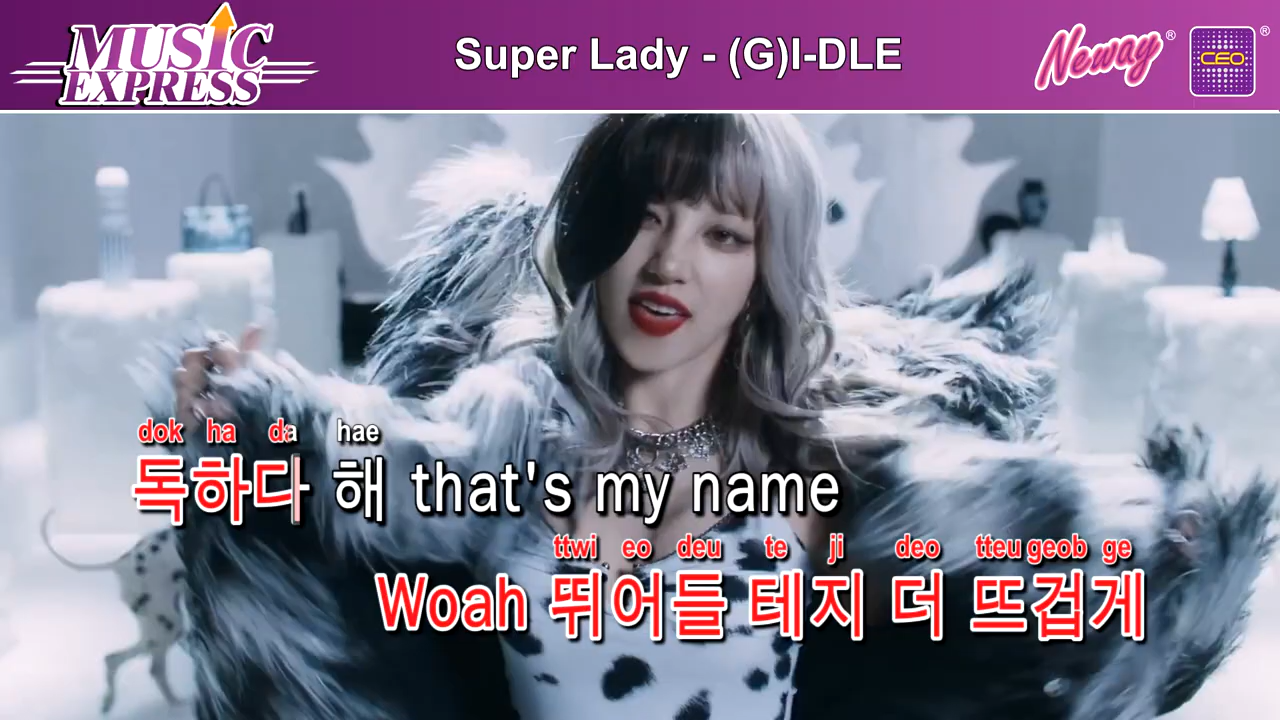 MUSIC
EXPRESS
Super Lady - (G)I-DLE
Neway®
CEO®
dok ha da hae
독하다 해 that's my name
ttwi eo deu te ji deo tteu geob ge
Woah 뛰어들 테지 더 뜨겁게